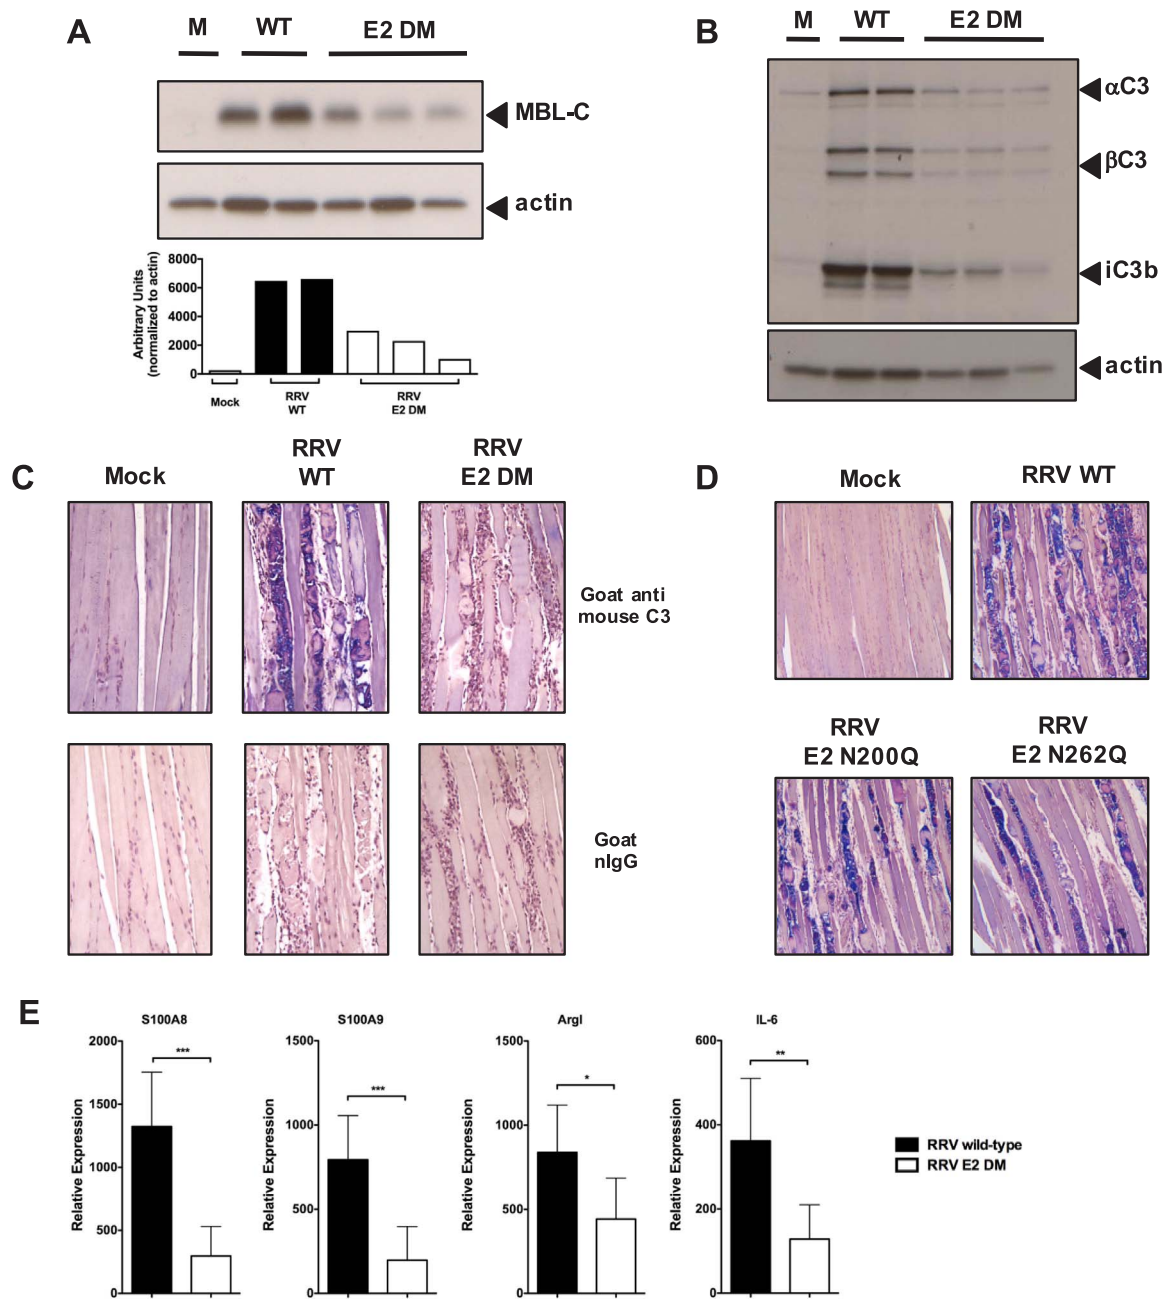 A
M WT E2 DM
MBL-C
actin
Arbitrary Units
(normalized to actin)
8000
6000
4000
2000
0
Mock
RRV
WT
RRV
E2 DM
B
M WT E2 DM
αC3
βC3
iC3b
actin
C
Mock
RRV
WT
RRV
E2 DM
Goat anti
mouse C3
Goat
nIgG
D
Mock
RRV WT
RRV
E2 N200Q
RRV
E2 N262Q
E
S100A8
Relative Expression
2000
1500
1000
500
0
***
S100A9
Relative Expression
1500
1000
500
0
***
ArgI
Relative Expression
1500
1000
500
0
*
IL-6
Relative Expression
600
400
200
0
**
RRV wild-type
RRV E2 DM